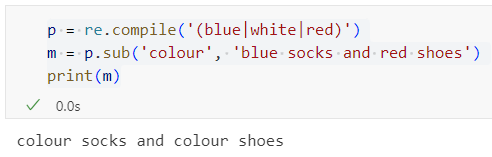 p = re.compile('(blue|white|red)')
m = p.sub('colour', 'blue socks and red shoes')
print(m)
0.0s
colour socks and colour shoes